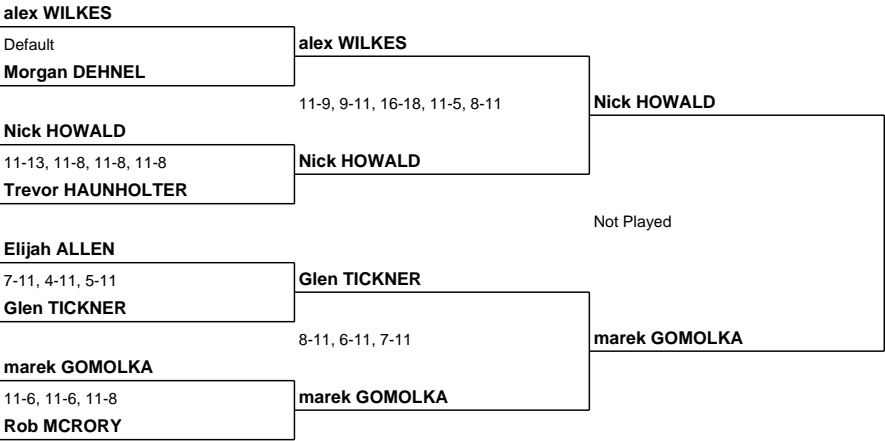 alex WILKES
Default
Morgan DEHNEL
alex WILKES
11-9, 9-11, 16-18, 11-5, 8-11
Nick HOWALD
Nick HOWALD
11-13, 11-8, 11-8, 11-8
Trevor HAUNHOLTER
Nick HOWALD
Not Played
Elijah ALLEN
7-11, 4-11, 5-11
Glen TICKNER
Glen TICKNER
8-11, 6-11, 7-11
marek GOMOLKA
marek GOMOLKA
11-6, 11-6, 11-8
Rob MCRORY
marek GOMOLKA